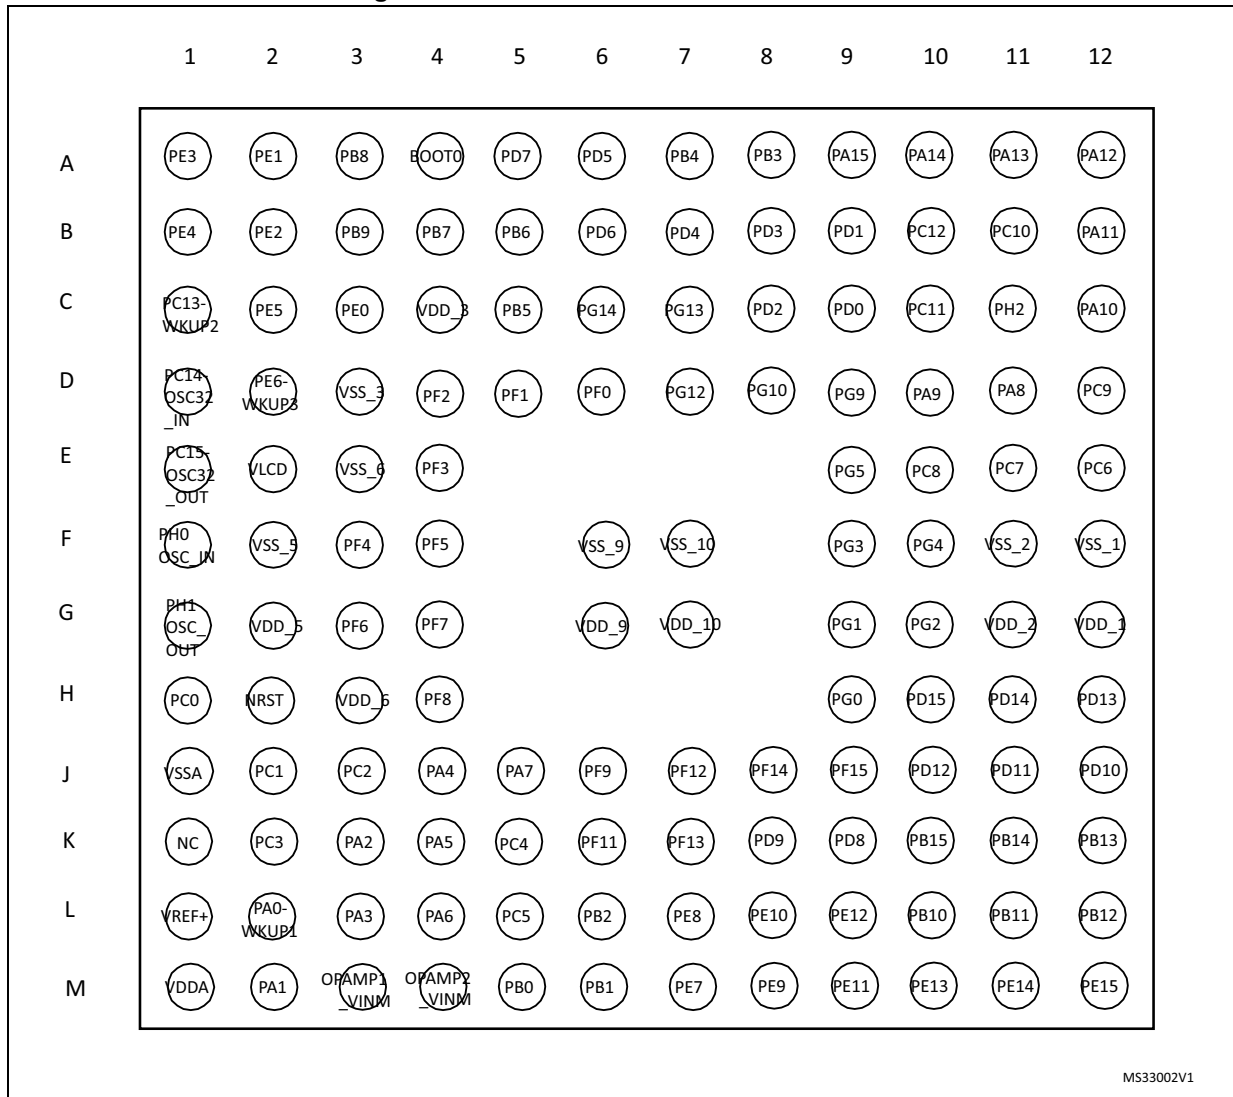 1 2 3 4 5 6 7 8 9 10 11 12
A PE3 PE1 PB8 BOOT0 PD7 PD5 PB4 PB3 PA15 PA14 PA13 PA12
B PE4 PE2 PB9 PB7 PB6 PD6 PD4 PD3 PD1 PC12 PC10 PA11
C PC13-WKUP2 PE5 PE0 VDD_3 PB5 PG14 PG13 PD2 PD0 PC11 PH2 PA10
D PC14-OSC32_IN PE6-WKUP3 VSS_3 PF2 PF1 PF0 PG12 PG10 PG9 PA9 PA8 PC9
E PC15-OSC32_OUT VLCD VSS_6 PF3 PG5 PC8 PC7 PC6
F PH0 OSC_IN VSS_5 PF4 PF5 VSS_9 VSS_10 PG3 PG4 VSS_2 VSS_1
G PH1 OSC_OUT VDD_5 PF6 PF7 VDD_9 VDD_10 PG1 PG2 VDD_2 VDD_1
H PC0 NRST VDD_6 PF8 PG0 PD15 PD14 PD13
J VSSA PC1 PC2 PA4 PA7 PF9 PF12 PF14 PF15 PD12 PD11 PD10
K NC PC3 PA2 PA5 PC4 PF11 PF13 PD9 PD8 PB15 PB14 PB13
L VREF+ PA0-WKUP1 PA3 PA6 PC5 PB2 PE8 PE10 PE12 PB10 PB11 PB12
M VDDA PA1 OPAMP1_VINM OPAMP2_VINM PB0 PB1 PE7 PE9 PE11 PE13 PE14 PE15
MS33002V1